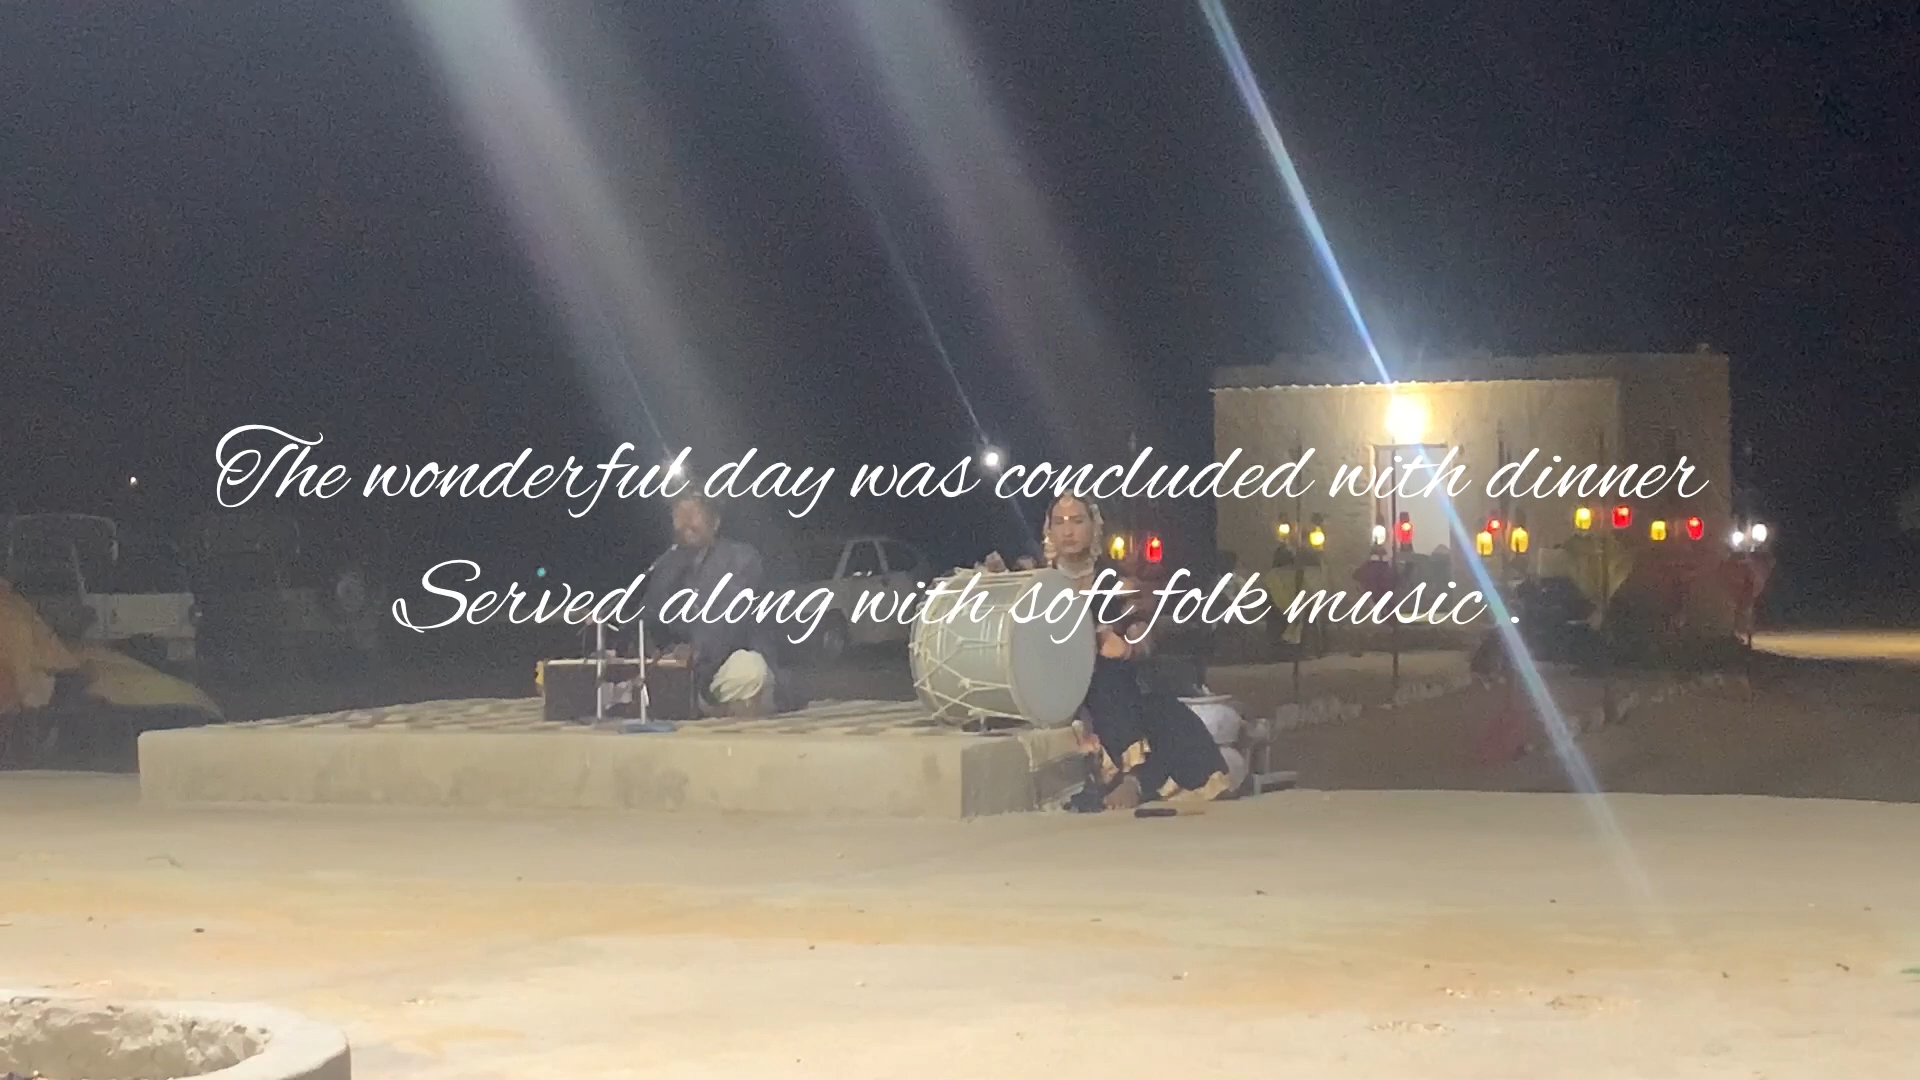 The wonderful day was concluded with dinner
Served along with soft folk music .